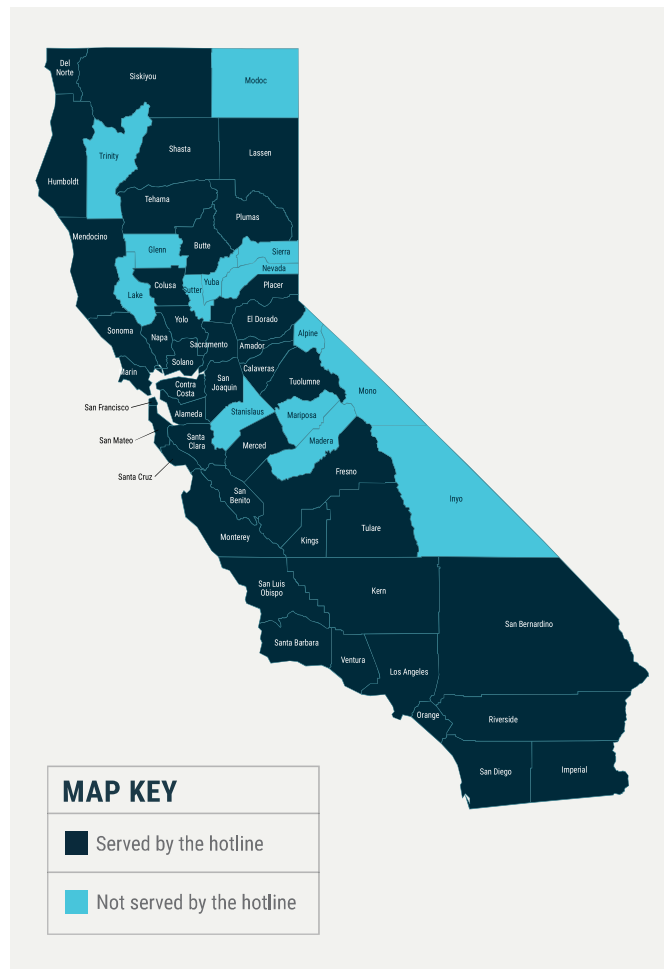 Del
Norte
Siskiyou
Modoc
Trinity
Shasta
Lassen
Humboldt
Tehama
Plumas
Mendocino
Glenn
Butte
Sierra
Nevada
Lake
Colusa
Sutter
Yuba
Placer
Sonoma
Napa
Yolo
El Dorado
Sacramento
Amador
Alpine
Solano
Marin
Calaveras
Contra
Costa
San
Joaquin
Tuolumne
Mono
San Francisco
Alameda
Stanislaus
Mariposa
San Mateo
Santa
Clara
Merced
Madera
Santa Cruz
Fresno
San
Benito
Inyo
Monterey
Kings
Tulare
San Luis
Obispo
Kern
San Bernardino
Santa Barbara
Ventura
Los Angeles
Orange
Riverside
San Diego
Imperial
MAP KEY
Served by the hotline
Not served by the hotline